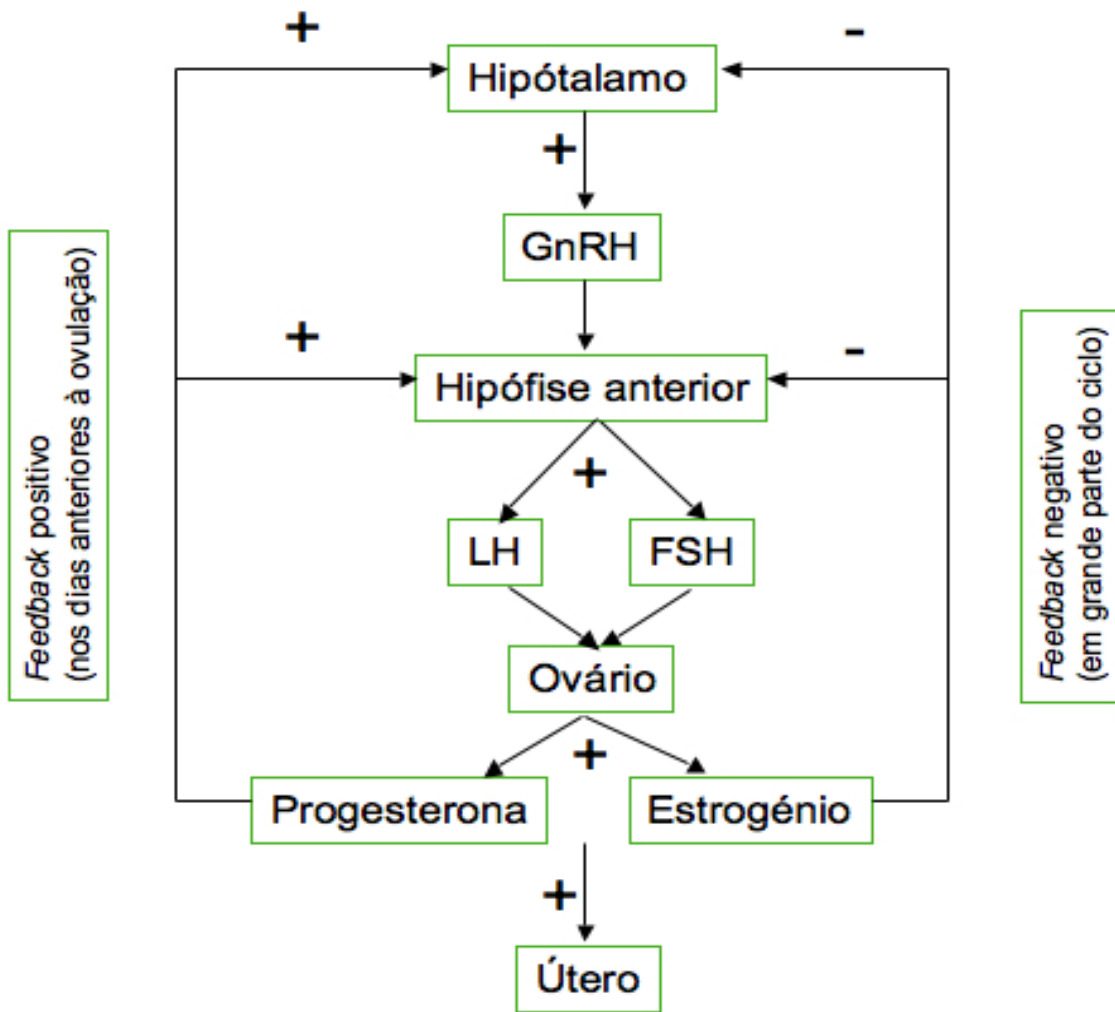 +
-
Hipótalamo
+
GnRH
+
-
Hipófise anterior
+
LH
FSH
Ovário
+
Progesterona
Estrogénio
+
Útero
Feedback positivo
(nos dias anteriores à ovulação)
Feedback negativo
(em grande parte do ciclo)